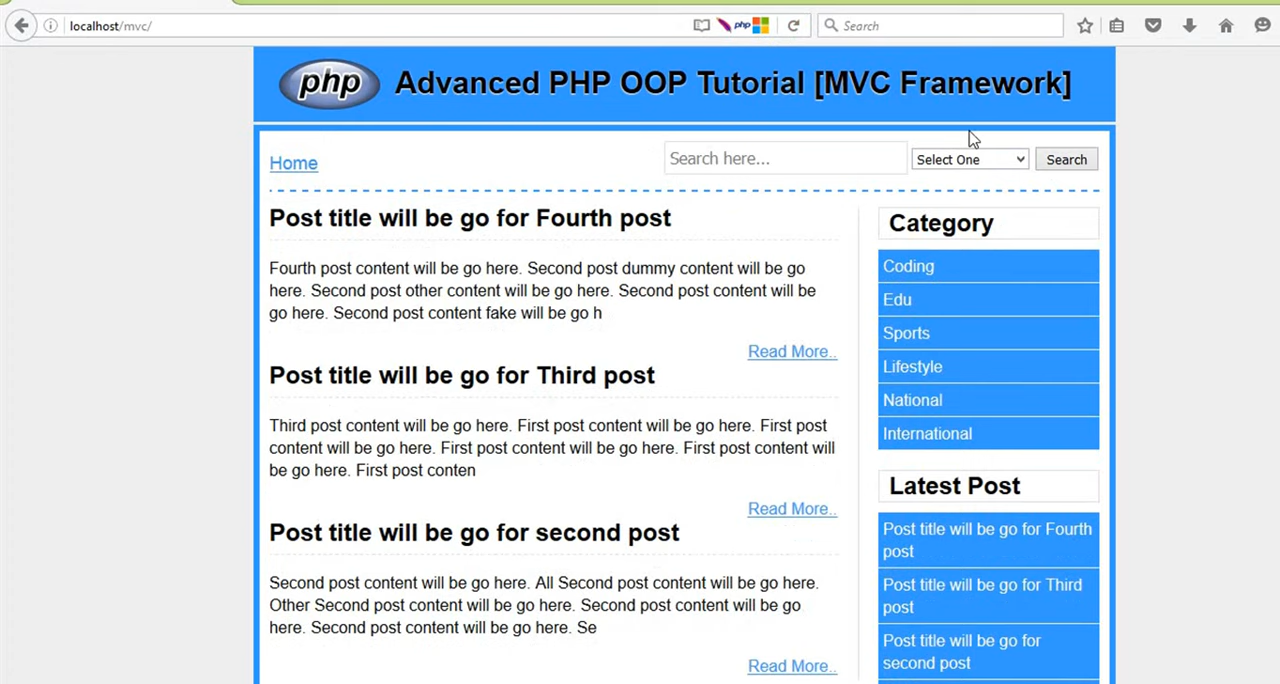 localhost/mvc/
php
Search
php Advanced PHP OOP Tutorial [MVC Framework]
Home
Search here...
Select One
Search
Post title will be go for Fourth post
Fourth post content will be go here. Second post dummy content will be go
here. Second post other content will be go here. Second post content will be
go here. Second post content fake will be go h
Read More..
Post title will be go for Third post
Third post content will be go here. First post content will be go here. First post
content will be go here. First post content will be go here. First post content will
be go here. First post conten
Read More..
Post title will be go for second post
Second post content will be go here. All Second post content will be go here.
Other Second post content will be go here. Second post content will be go
here. Second post content will be go here. Se
Read More..
Category
Coding
Edu
Sports
Lifestyle
National
International
Latest Post
Post title will be go for Fourth
post
Post title will be go for Third
post
Post title will be go for
second post